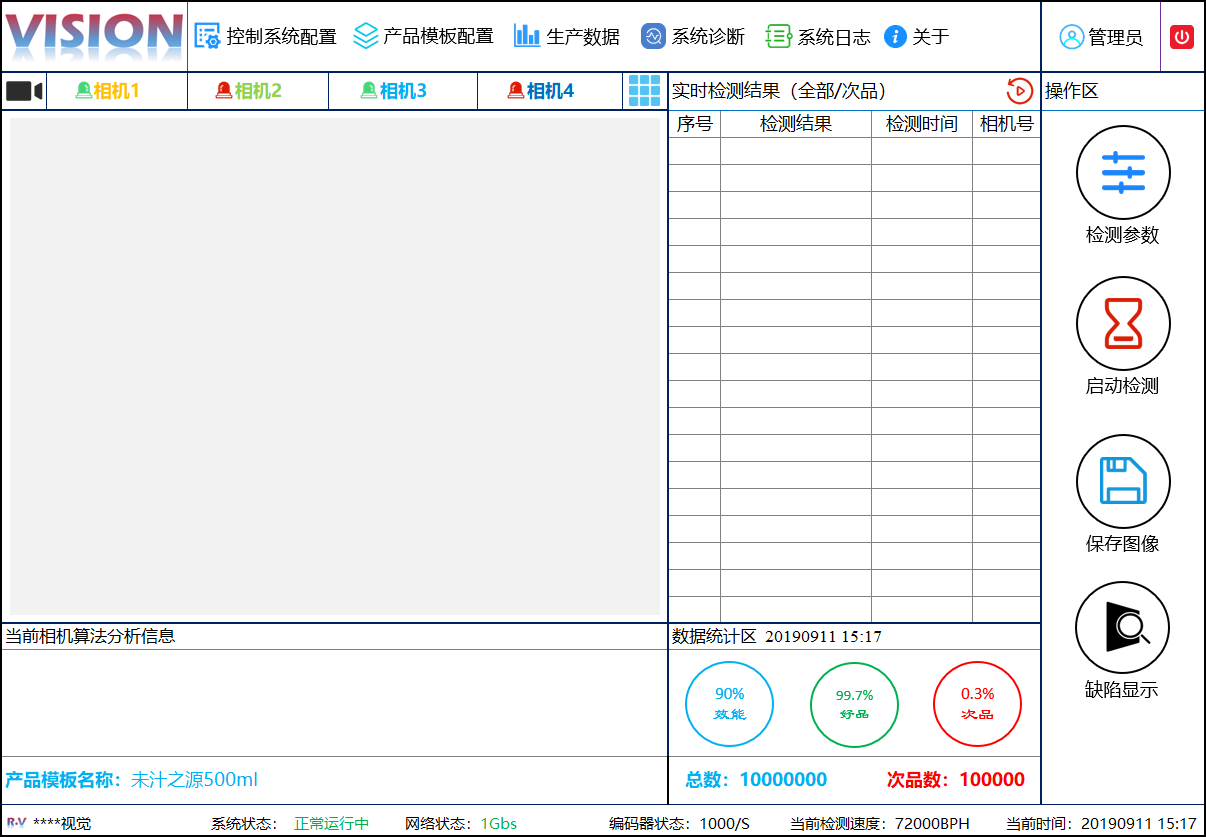 VISION 控制系统配置 产品模板配置 生产数据 系统诊断 系统日志 关于 管理员
相机1 相机2 相机3 相机4 实时检测结果（全部/次品） 操作区
序号 检测结果 检测时间 相机号
检测参数
启动检测
保存图像
缺陷显示
当前相机算法分析信息
数据统计区 20190911 15:17
90% 99.7% 0.3%
效能 好品 次品
产品模板名称：未汁之源500ml
总数：10000000 次品数：100000
R·V ****视觉 系统状态： 正常运行中 网络状态：1Gbs 编码器状态：1000/S 当前检测速度：72000BPH 当前时间：20190911 15:17